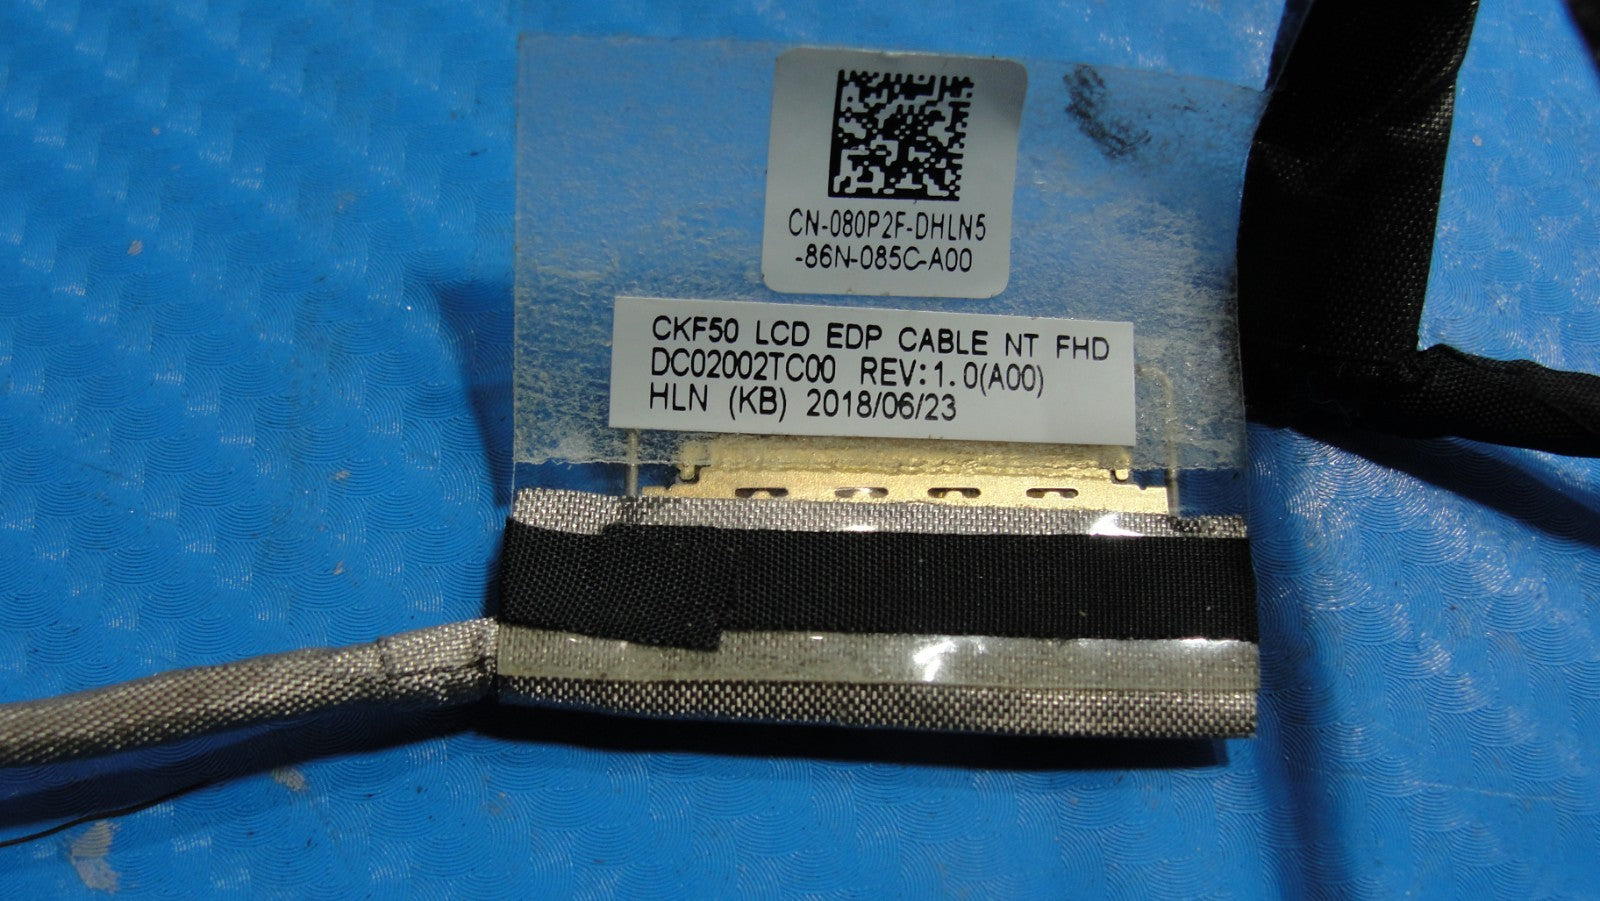 CN-080P2F-DHLN5
-86N-085C-A00
CKF50 LCD EDP CABLE NT FHD
DC02002TC00 REV:1.0(A00)
HLN (KB) 2018/06/23